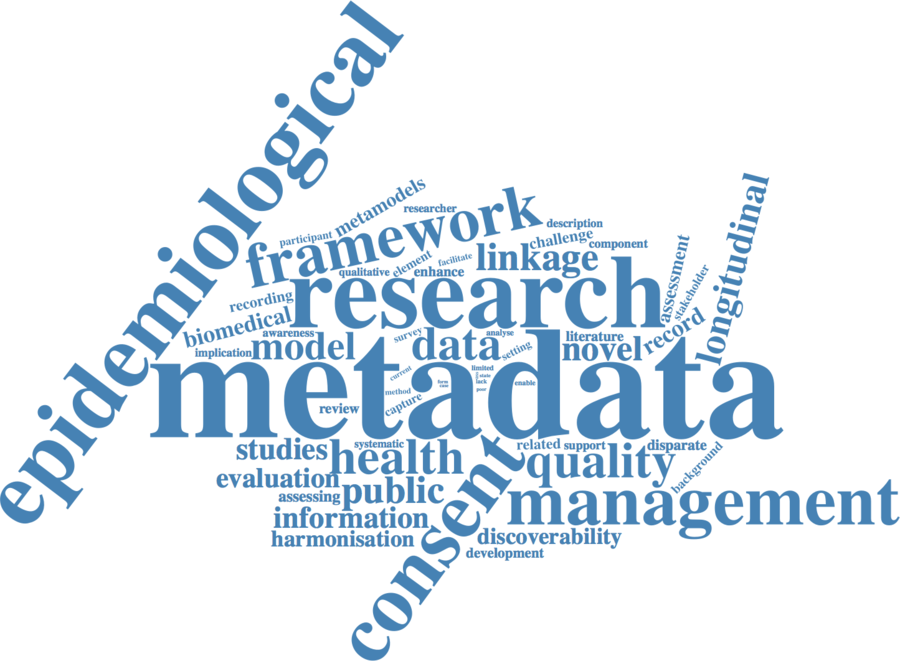 epidemiological
metamodels
researcher
participant
framework
description
challenge
component
linkage
facilitate
element
qualitative
enhance
longitudinal
assessment
stakeholder
research
recording
biomedical
awareness
record
survey
analyse
literature
implication
model
data
setting
novel
metadata
limited
current
state
lack
form
case
enable
method
poor
capture
review
studies
systematic
health
consent
related
support
disparate
quality
background
evaluation
assessing
public
management
information
harmonisation
discoverability
development